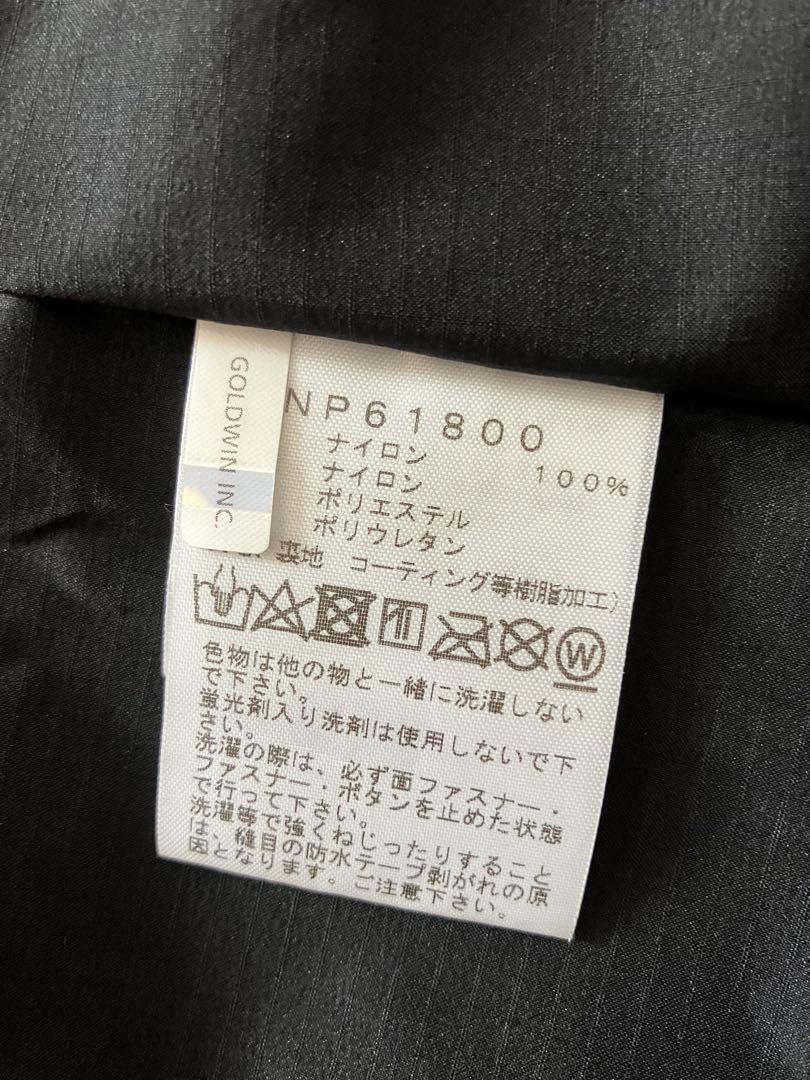 GOLDWIN INC.
NP61800
ナイロン 100%
ナイロン
ポリエステル
ポリウレタン
裏地 コーティング等樹脂加工)
W
色物は他の物と一緒に洗濯しない
で下さい。
蛍光剤入り洗剤は使用しないで下
さい。
洗濯の際は、必ず面ファスナー・
ファスナー・ボタンを止めた状態
で行って下さい。
洗濯等で強くねじったりすること
は、縫目の防水テープ剥がれの原
因となります。ご注意下さい。